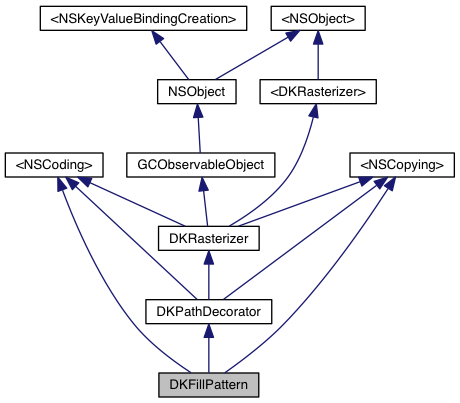 <NSKeyValueBindingCreation>
<NSObject>
NSObject
<DKRasterizer>
<NSCoding>
GCObservableObject
<NSCopying>
DKRasterizer
DKPathDecorator
DKFillPattern